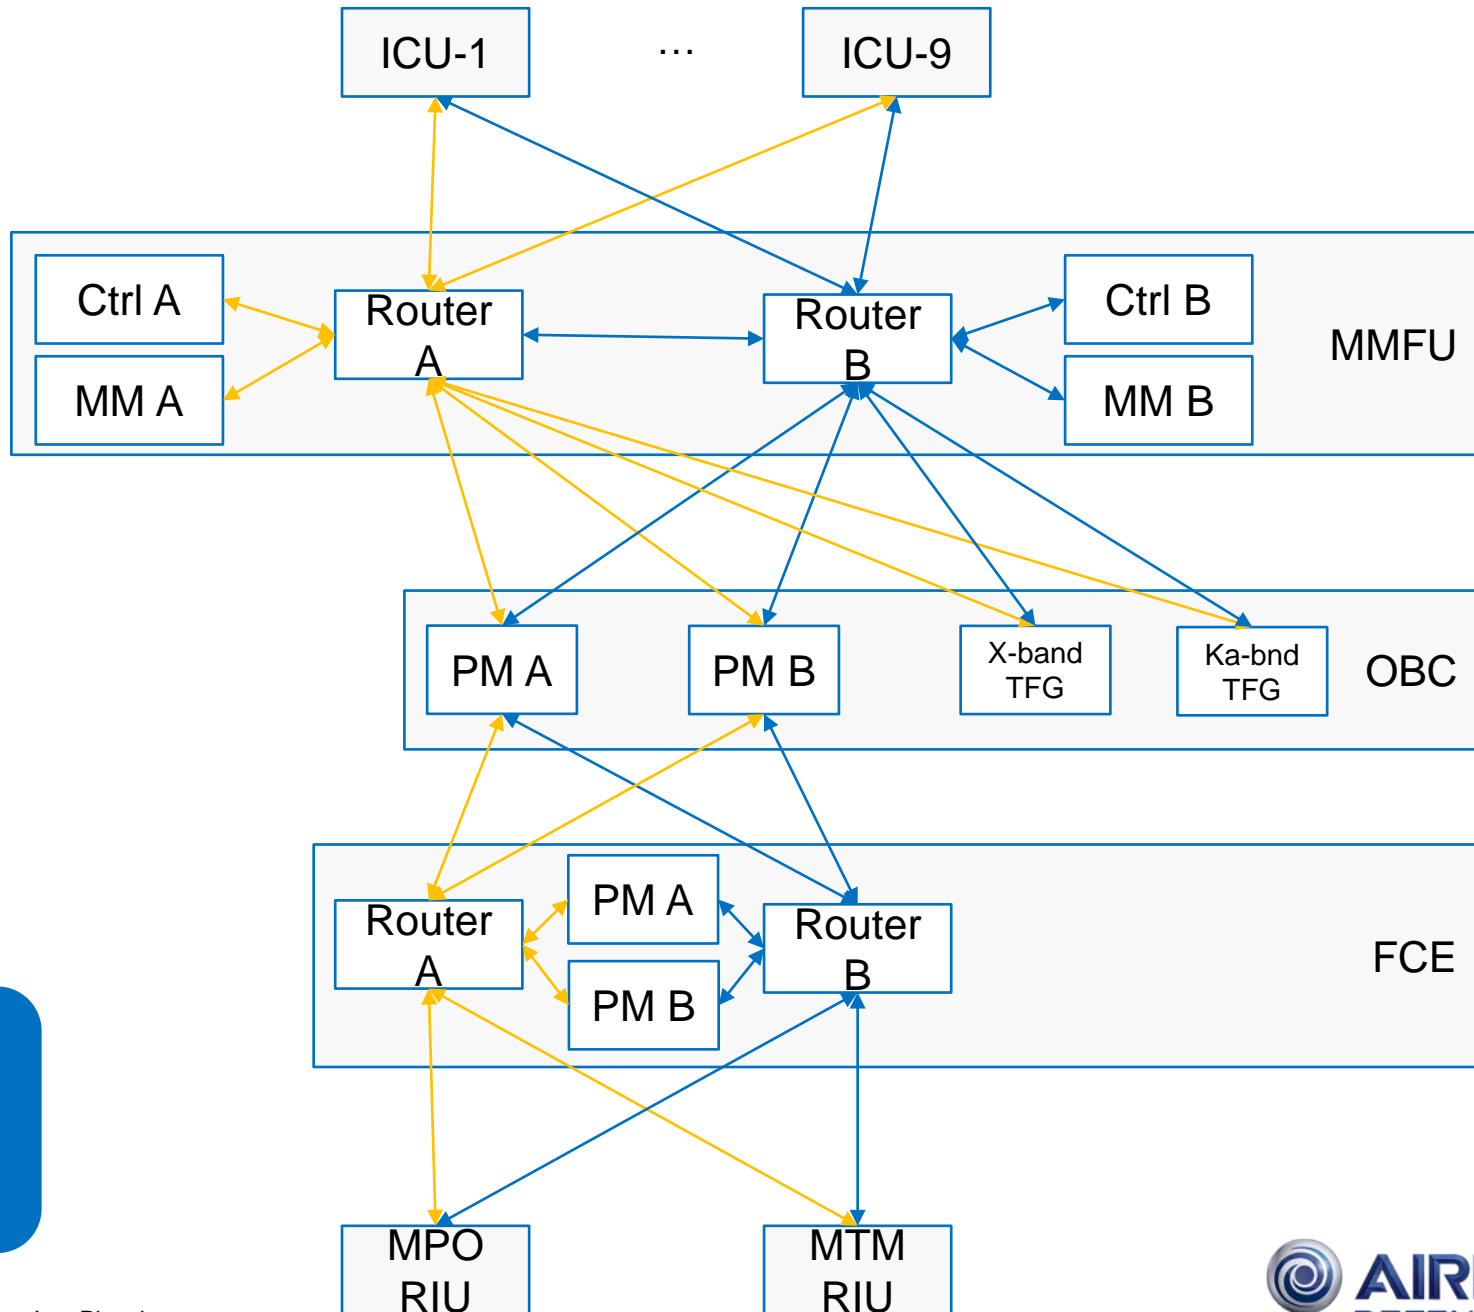 ICU-1
...
ICU-9
Ctrl A
Router
A
Router
B
Ctrl B
MMFU
MM A
MM B
PM A
PM B
X-band
TFG
Ka-bnd
TFG
OBC
Router
A
PM A
PM B
Router
B
FCE
MPO
RIU
MTM
RIU